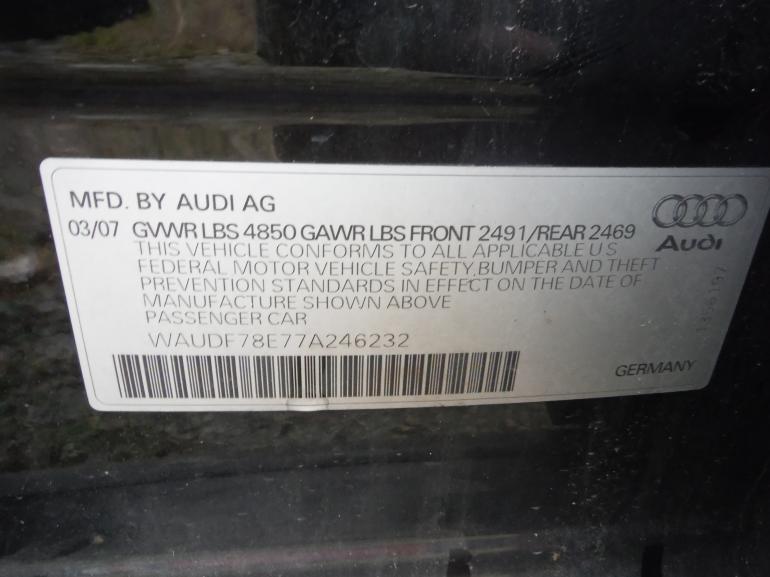 MFD. BY AUDI AG
03/07 GVWR LBS 4850 GAWR LBS FRONT 2491/REAR 2469
THIS VEHICLE CONFORMS TO ALL APPLICABLE U S
FEDERAL MOTOR VEHICLE SAFETY, BUMPER AND THEFT
PREVENTION STANDARDS IN EFFECT ON THE DATE OF
MANUFACTURE SHOWN ABOVE
PASSENGER CAR
WAUDF78E77A246232
Audi
GERMANY